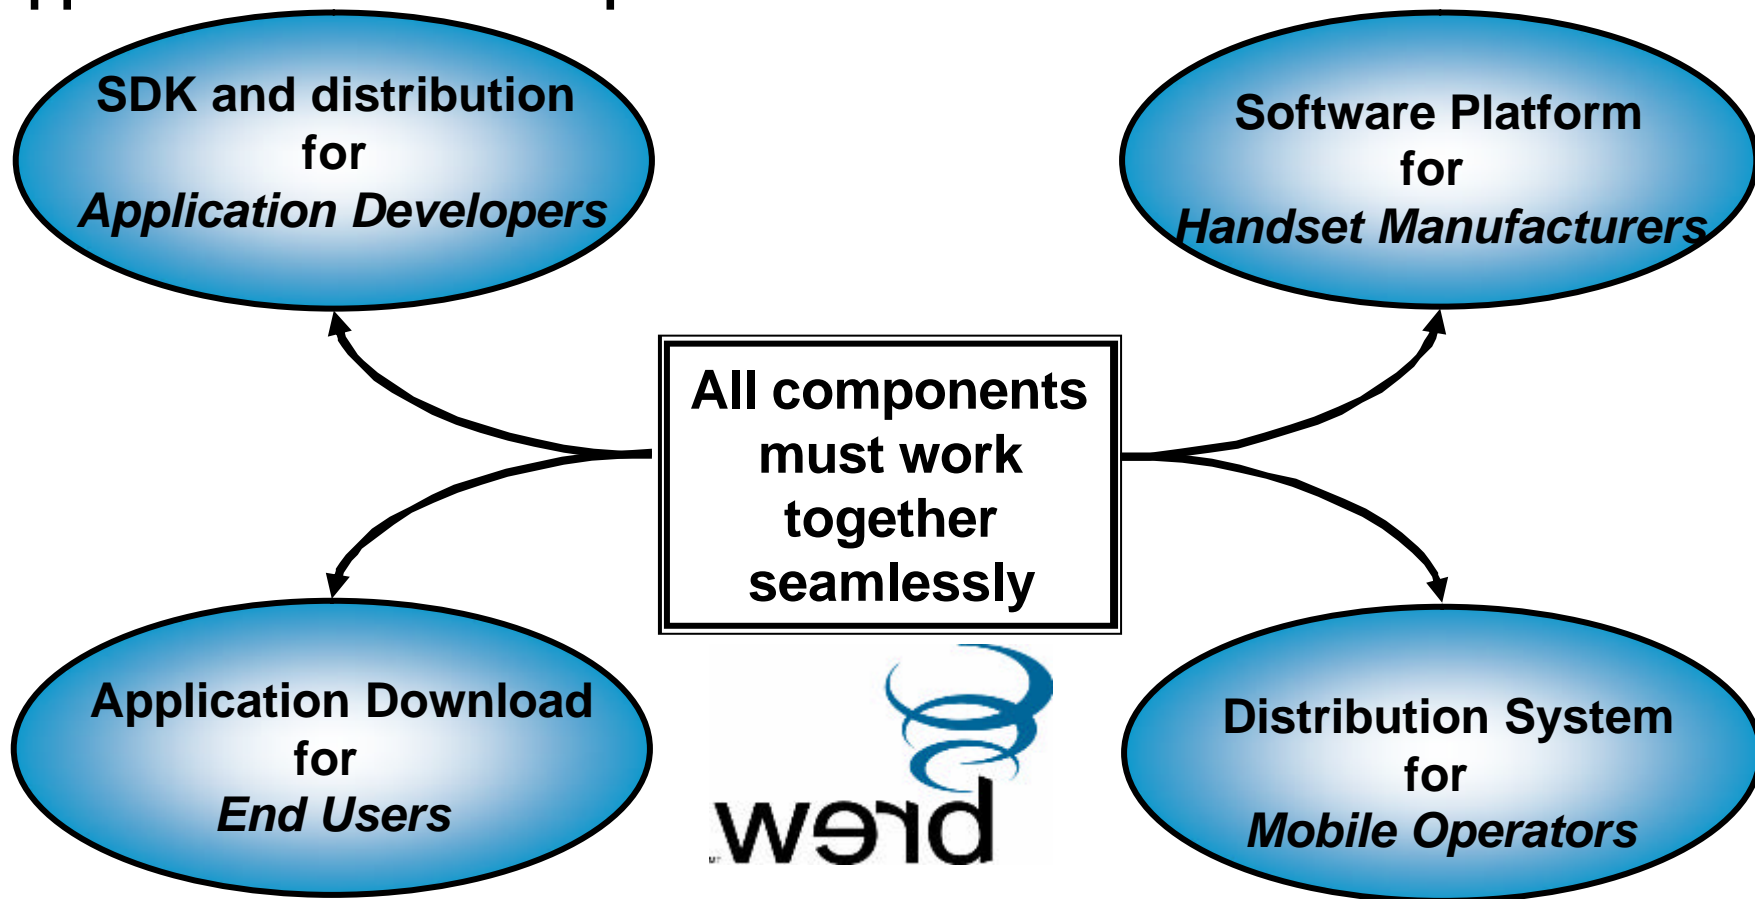 SDK and distribution
for
Application Developers
Software Platform
for
Handset Manufacturers
All components
must work
together
seamlessly
Application Download
for
End Users
brew
Distribution System
for
Mobile Operators